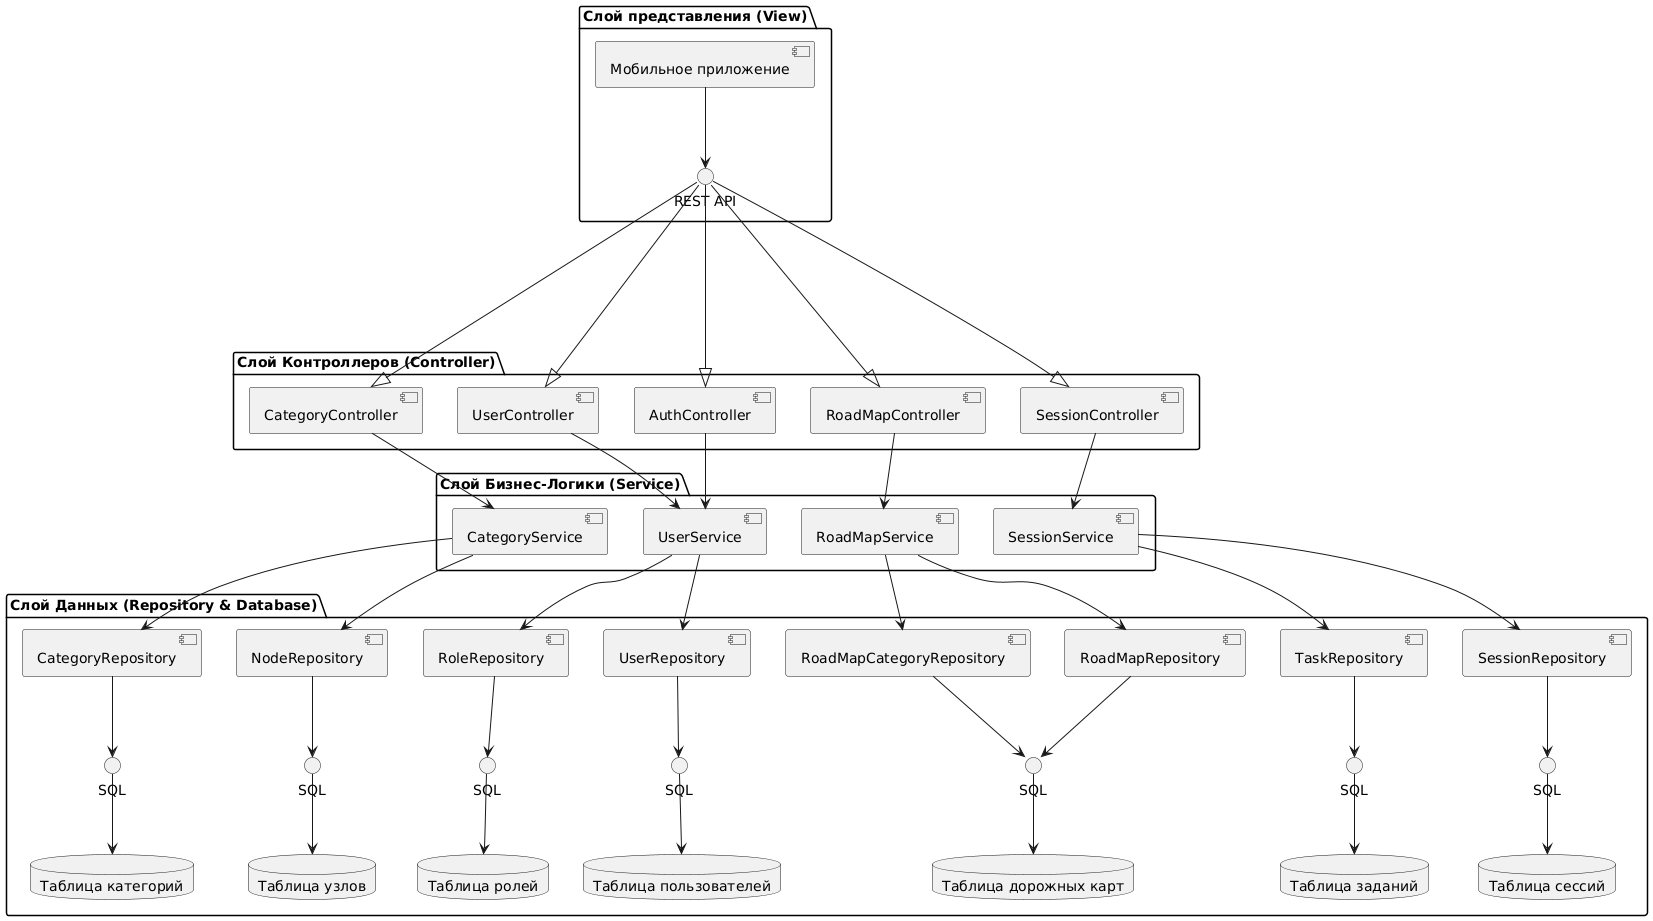 Слой представления (View)
Мобильное приложение
REST API
Слой Контроллеров (Controller)
CategoryController
UserController
AuthController
RoadMapController
SessionController
Слой Бизнес-Логики (Service)
CategoryService
UserService
RoadMapService
SessionService
Слой Данных (Repository & Database)
CategoryRepository
NodeRepository
RoleRepository
UserRepository
RoadMapCategoryRepository
RoadMapRepository
TaskRepository
SessionRepository
SQL
SQL
SQL
SQL
SQL
SQL
SQL
Таблица категорий
Таблица узлов
Таблица ролей
Таблица пользователей
Таблица дорожных карт
Таблица заданий
Таблица сессий